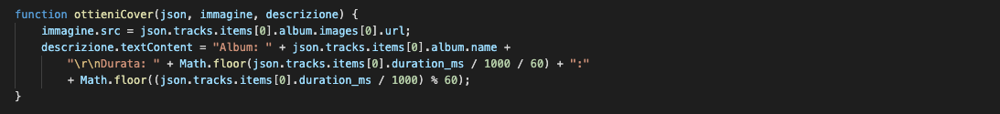 function ottieniCover(json, immagine, descrizione) {
    immagine.src = json.tracks.items[0].album.images[0].url;
    descrizione.textContent = "Album: " + json.tracks.items[0].album.name +
        "\r\nDurata: " + Math.floor(json.tracks.items[0].duration_ms / 1000 / 60) + ":"
        + Math.floor((json.tracks.items[0].duration_ms / 1000) % 60);
}